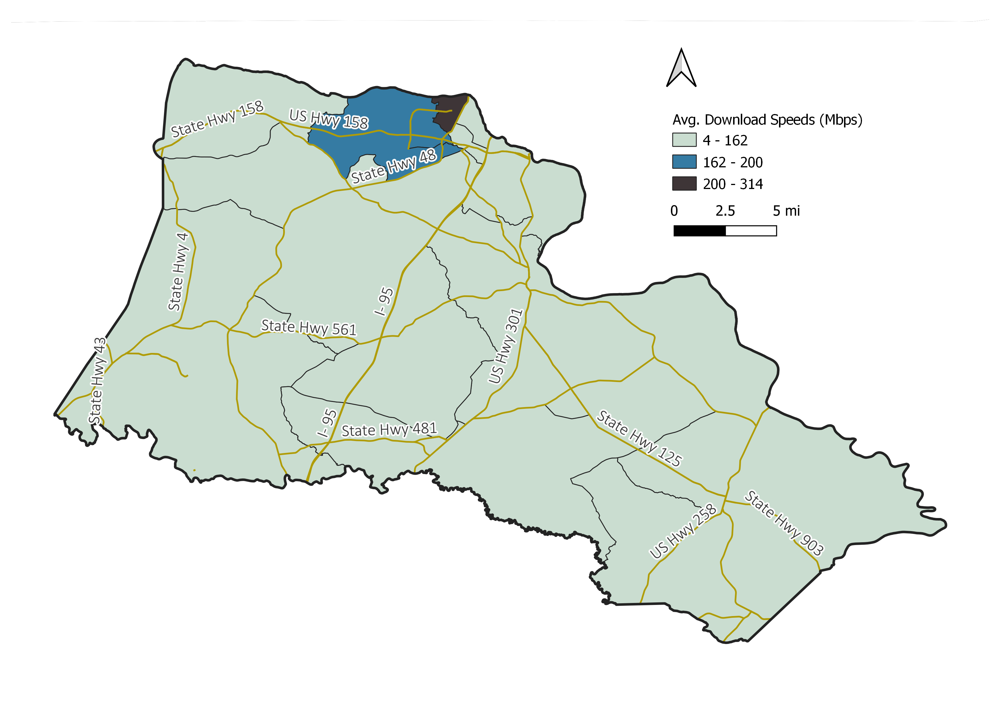 Avg. Download Speeds (Mbps)
4 - 162
162 - 200
200 - 314
0 2.5 5 mi
State Hwy 158
US Hwy 158
State Hwy 48
State Hwy 4
I- 95
US Hwy 301
State Hwy 561
State Hwy 43
I- 95
State Hwy 481
State Hwy 125
State Hwy 903
US Hwy 258